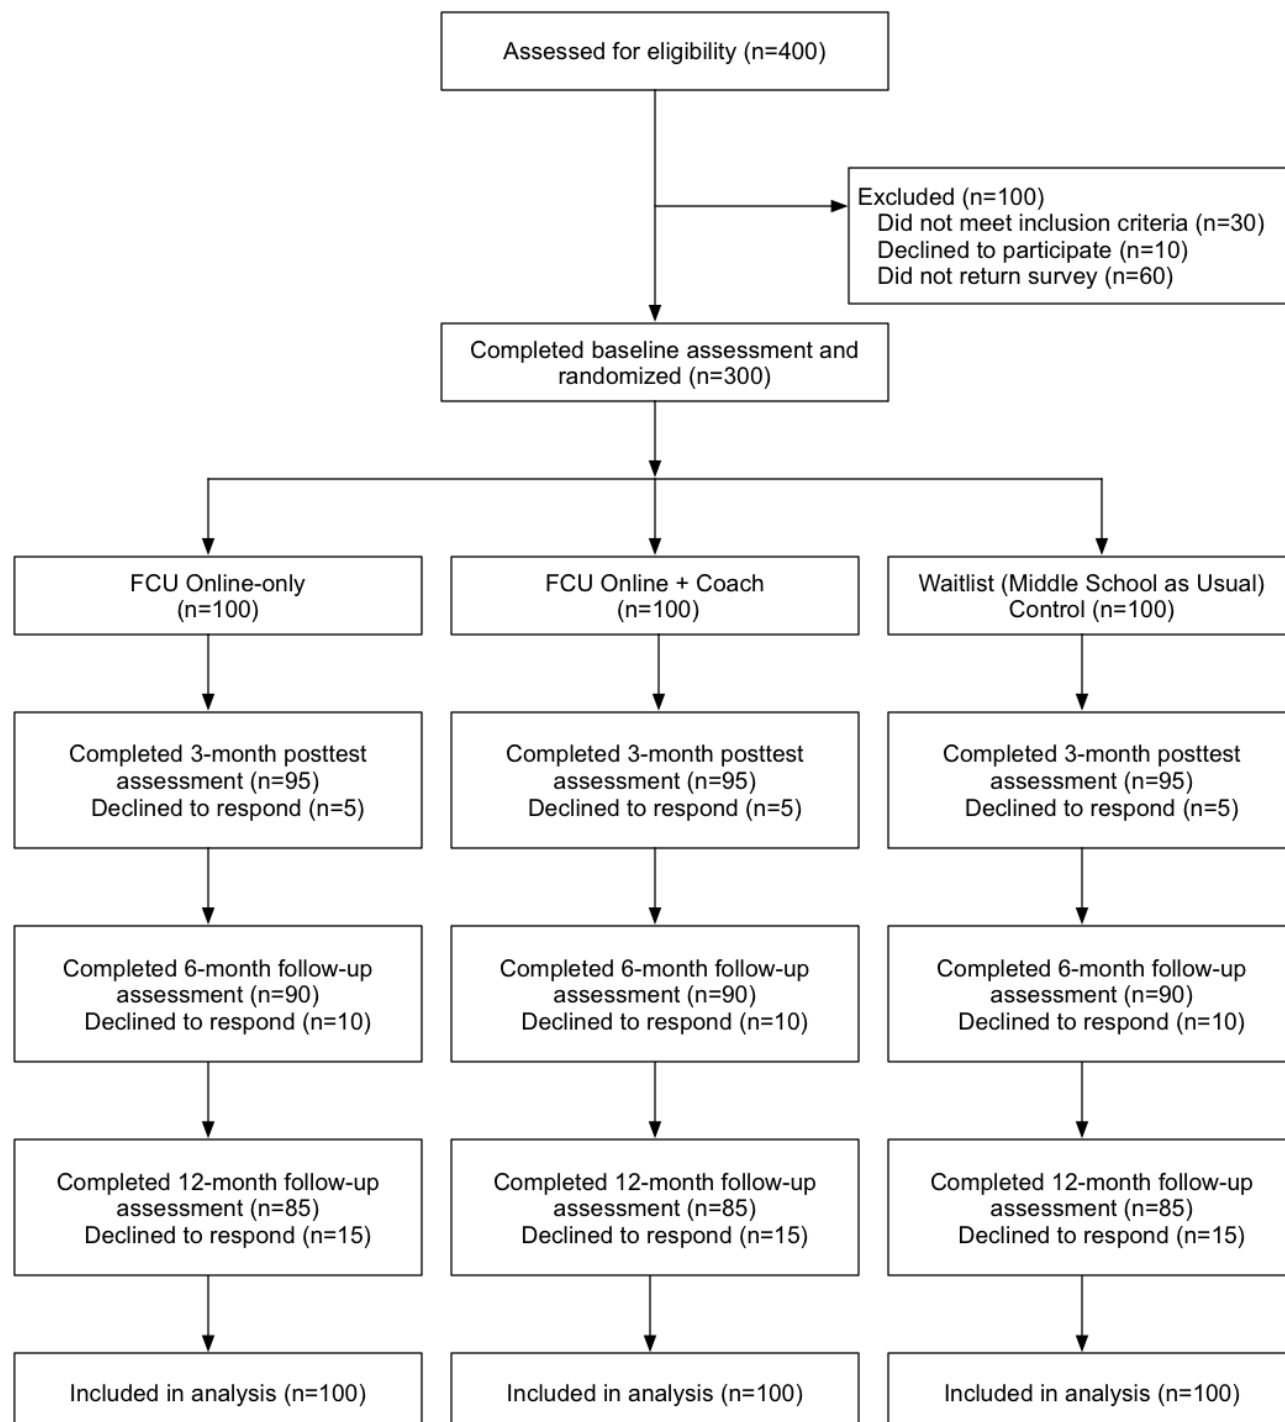 Assessed for eligibility (n=400)
Excluded (n=100)
Did not meet inclusion criteria (n=30)
Declined to participate (n=10)
Did not return survey (n=60)
Completed baseline assessment and
randomized (n=300)
FCU Online-only
(n=100)
FCU Online + Coach
(n=100)
Waitlist (Middle School as Usual)
Control (n=100)
Completed 3-month posttest
assessment (n=95)
Declined to respond (n=5)
Completed 3-month posttest
assessment (n=95)
Declined to respond (n=5)
Completed 3-month posttest
assessment (n=95)
Declined to respond (n=5)
Completed 6-month follow-up
assessment (n=90)
Declined to respond (n=10)
Completed 6-month follow-up
assessment (n=90)
Declined to respond (n=10)
Completed 6-month follow-up
assessment (n=90)
Declined to respond (n=10)
Completed 12-month follow-up
assessment (n=85)
Declined to respond (n=15)
Completed 12-month follow-up
assessment (n=85)
Declined to respond (n=15)
Completed 12-month follow-up
assessment (n=85)
Declined to respond (n=15)
Included in analysis (n=100)
Included in analysis (n=100)
Included in analysis (n=100)